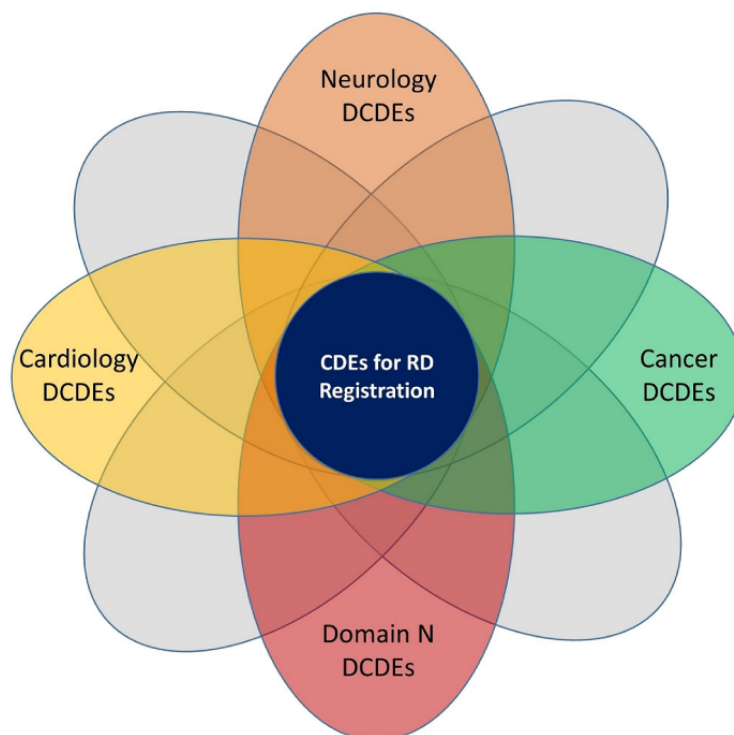 Neurology
DCDEs
Cardiology
DCDEs
CDEs for RD
Registration
Cancer
DCDEs
Domain N
DCDEs